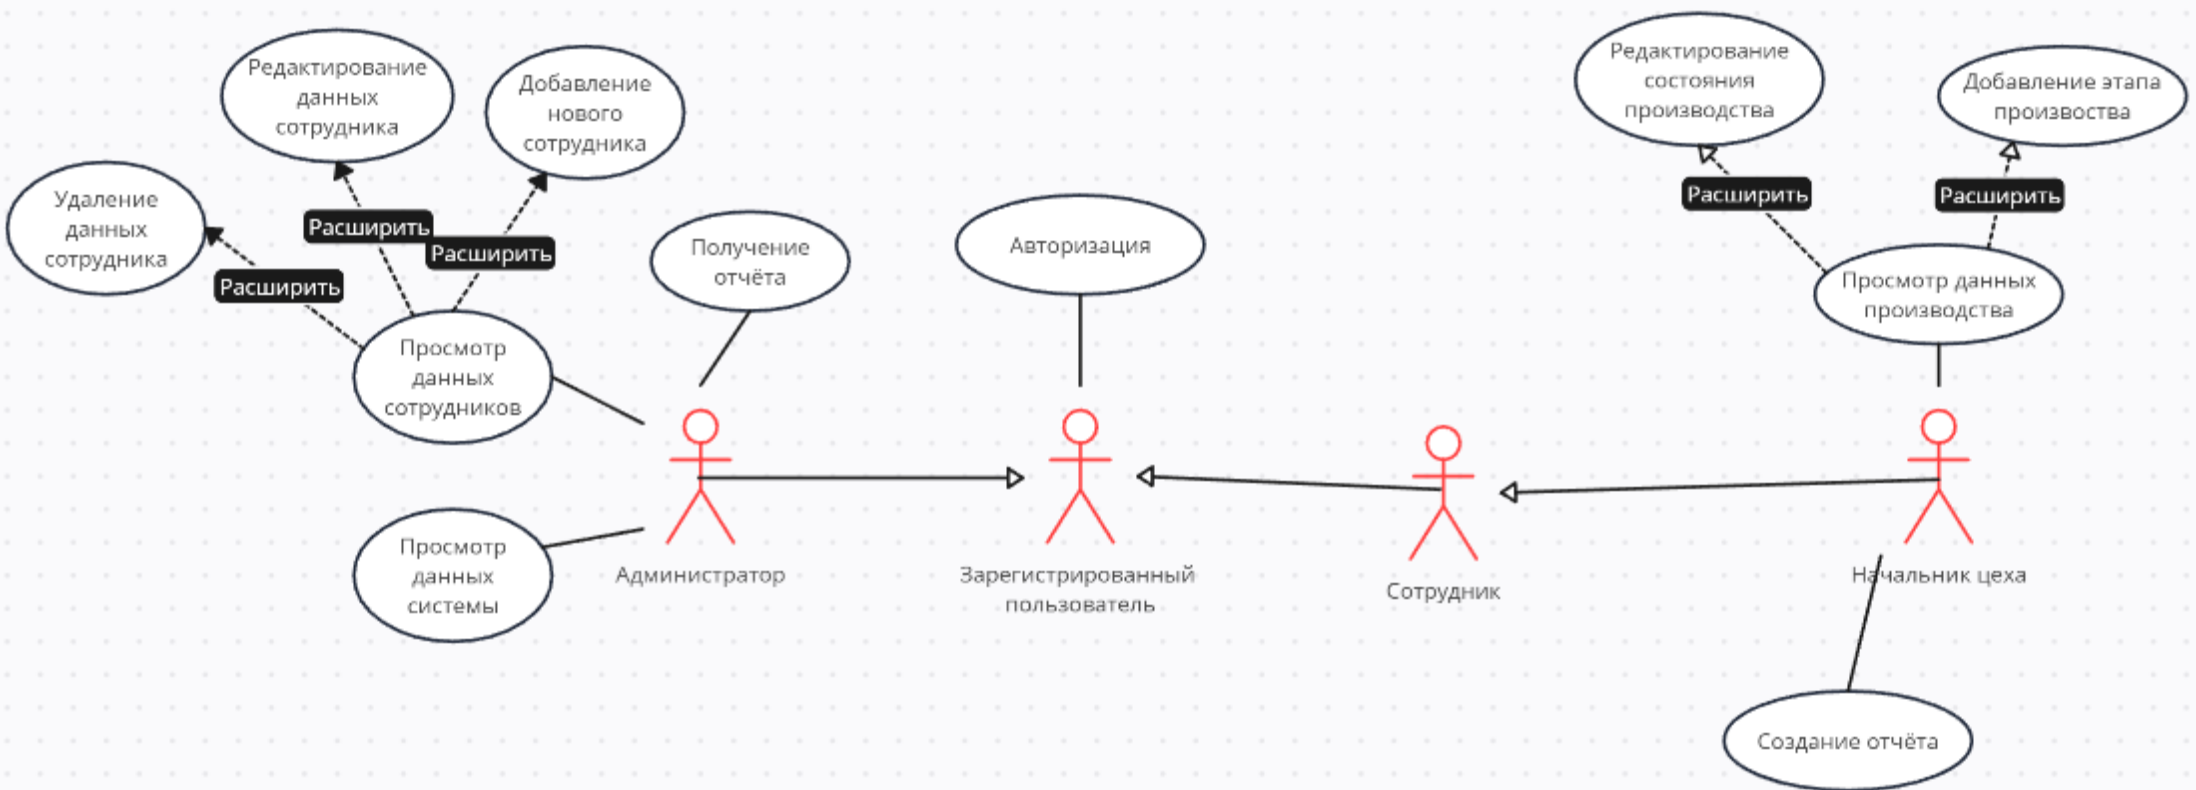 Редактирование
данных
сотрудника
Добавление
нового
сотрудника
Удаление
данных
сотрудника
Расширить
Расширить
Расширить
Просмотр
данных
сотрудников
Получение
отчёта
Просмотр
данных
системы
Администратор
Авторизация
Зарегистрированный
пользователь
Сотрудник
Редактирование
состояния
производства
Добавление этапа
произвоства
Расширить
Расширить
Просмотр данных
производства
Начальник цеха
Создание отчёта